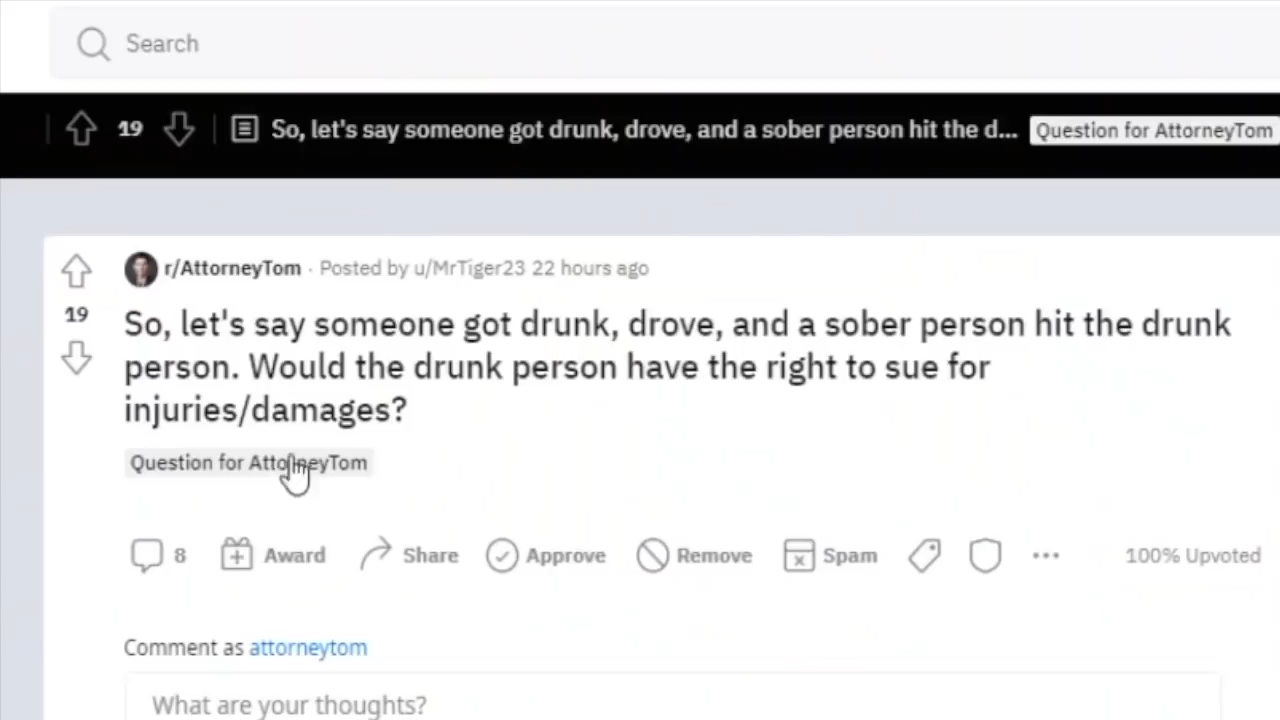 Search
19 So, let's say someone got drunk, drove, and a sober person hit the d... Question for AttorneyTom
r/AttorneyTom · Posted by u/MrTiger23 22 hours ago
19
So, let's say someone got drunk, drove, and a sober person hit the drunk
person. Would the drunk person have the right to sue for
injuries/damages?
Question for AttorneyTom
8 Award Share Approve Remove Spam 100% Upvoted
Comment as attorneytom
What are your thoughts?